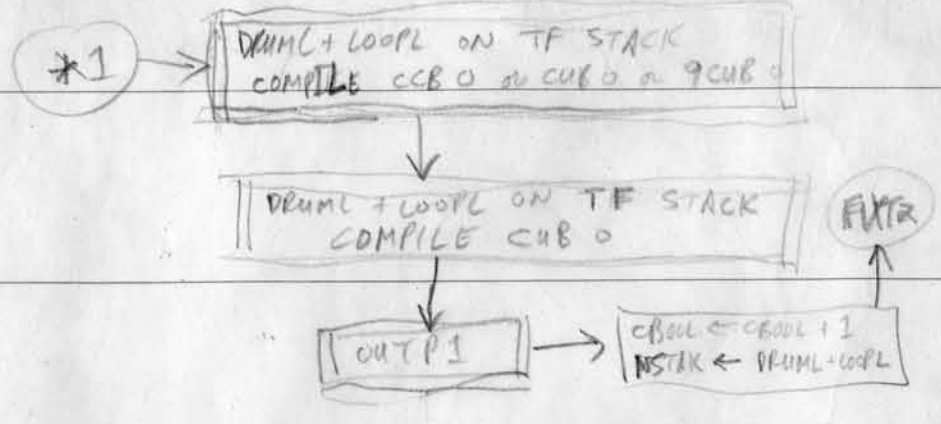 *1
DRUML + LOOPL ON TF STACK
COMPILE CCB 0 or CUB 0 or 9CUB 0
DRUML + LOOPL ON TF STACK
COMPILE CUB 0
OUTP1
CBOOL ← CBOOL + 1
NSTAK ← DRUML+LOOPL